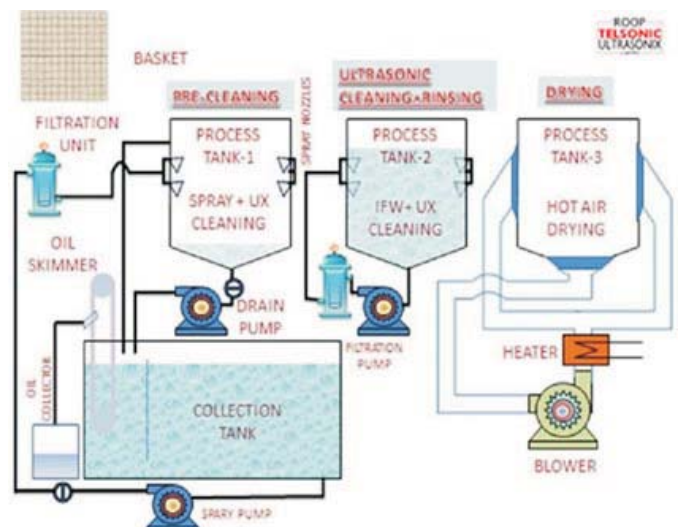 ROOP
TELSONIC
ULTRASONIX
BASKET
PRE-CLEANING
ULTRASONIC
CLEANING+RINSING
DRYING
FILTRATION
UNIT
PROCESS
TANK-1
SPRAY + UX
CLEANING
SPRAY NOZZLES
PROCESS
TANK-2
IFW+ UX
CLEANING
PROCESS
TANK-3
HOT AIR
DRYING
OIL
SKIMMER
DRAIN
PUMP
FILTRATION
PUMP
HEATER
OIL
COLLECTOR
COLLECTION
TANK
BLOWER
SPARY PUMP